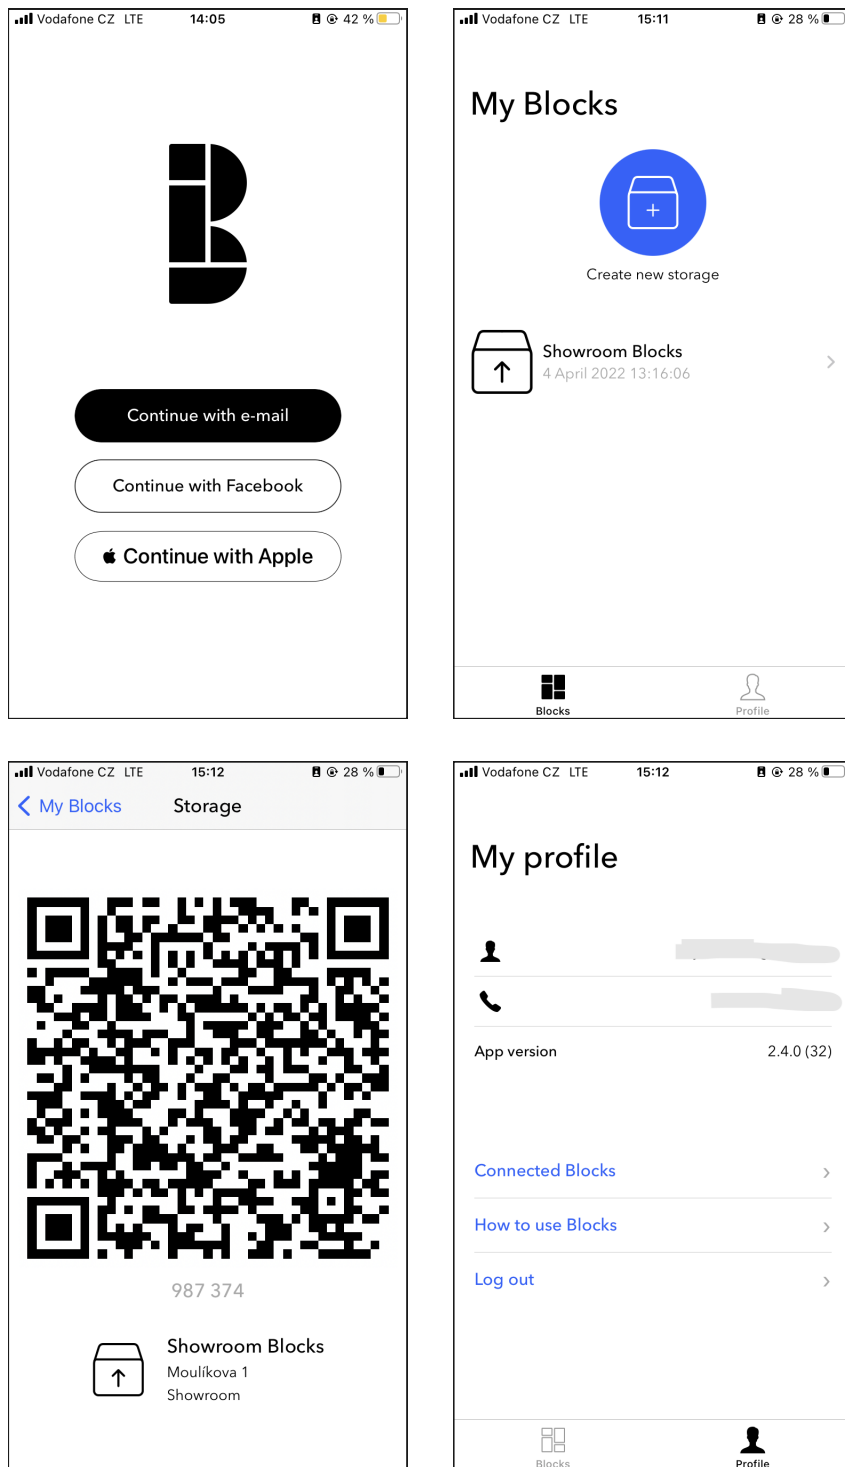 Vodafone CZ LTE 14:05 42 %
Continue with e-mail
Continue with Facebook
Continue with Apple
Vodafone CZ LTE 15:11 28 %
My Blocks
Create new storage
Showroom Blocks
4 April 2022 13:16:06
Blocks Profile
Vodafone CZ LTE 15:12 28 %
My Blocks Storage
987 374
Showroom Blocks
Moulíkova 1
Showroom
Vodafone CZ LTE 15:12 28 %
My profile
App version 2.4.0 (32)
Connected Blocks
How to use Blocks
Log out
Blocks Profile